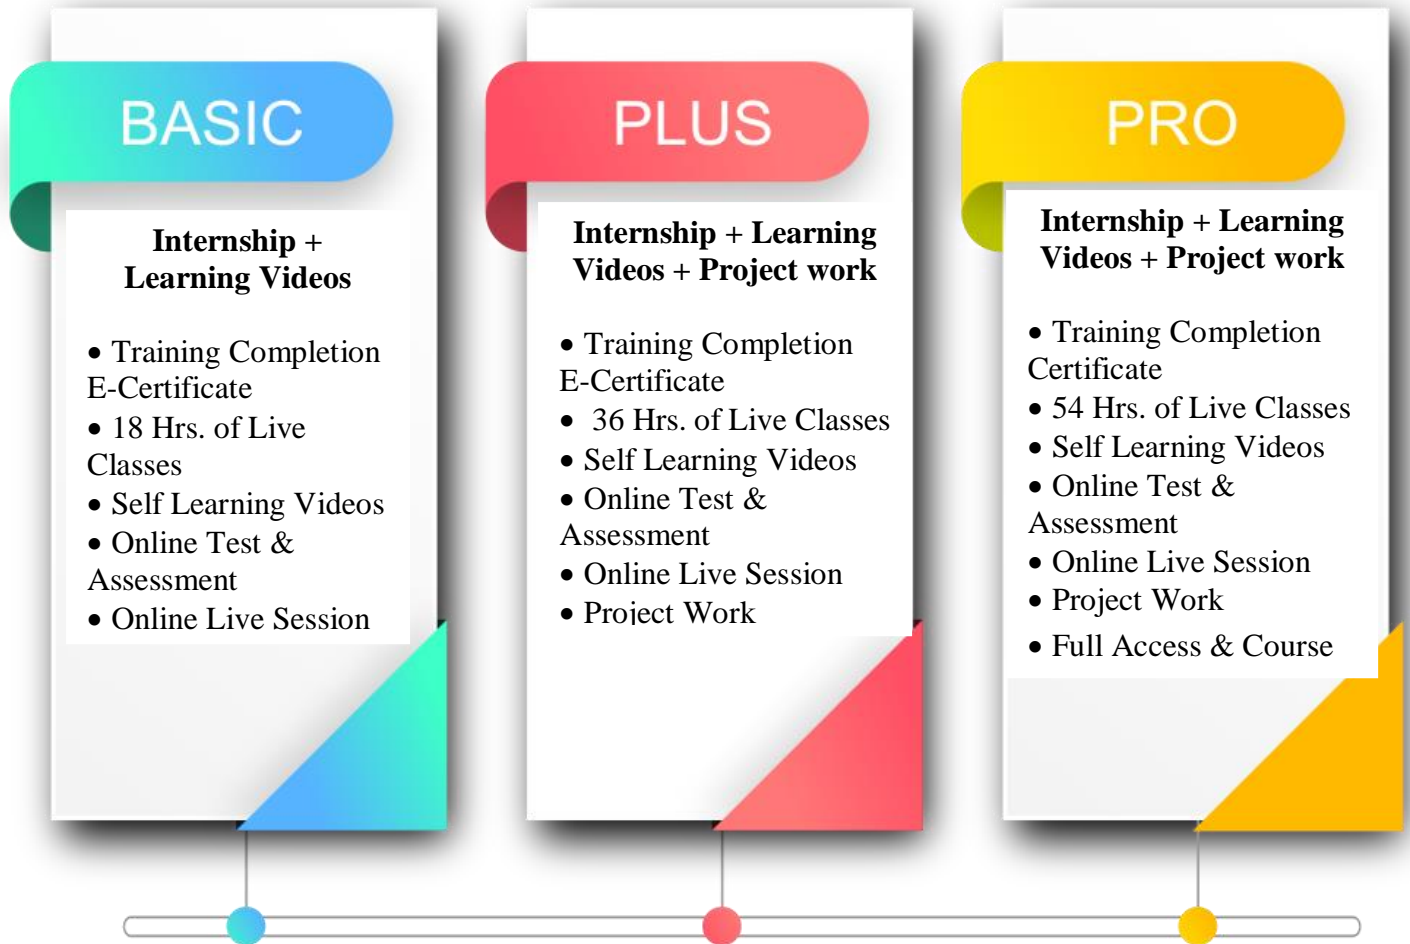 BASIC
Internship +
Learning Videos
• Training Completion
E-Certificate
• 18 Hrs. of Live
Classes
• Self Learning Videos
• Online Test &
Assessment
• Online Live Session
PLUS
Internship + Learning
Videos + Project work
• Training Completion
E-Certificate
• 36 Hrs. of Live Classes
• Self Learning Videos
• Online Test &
Assessment
• Online Live Session
• Project Work
PRO
Internship + Learning
Videos + Project work
• Training Completion
Certificate
• 54 Hrs. of Live Classes
• Self Learning Videos
• Online Test &
Assessment
• Online Live Session
• Project Work
• Full Access & Course